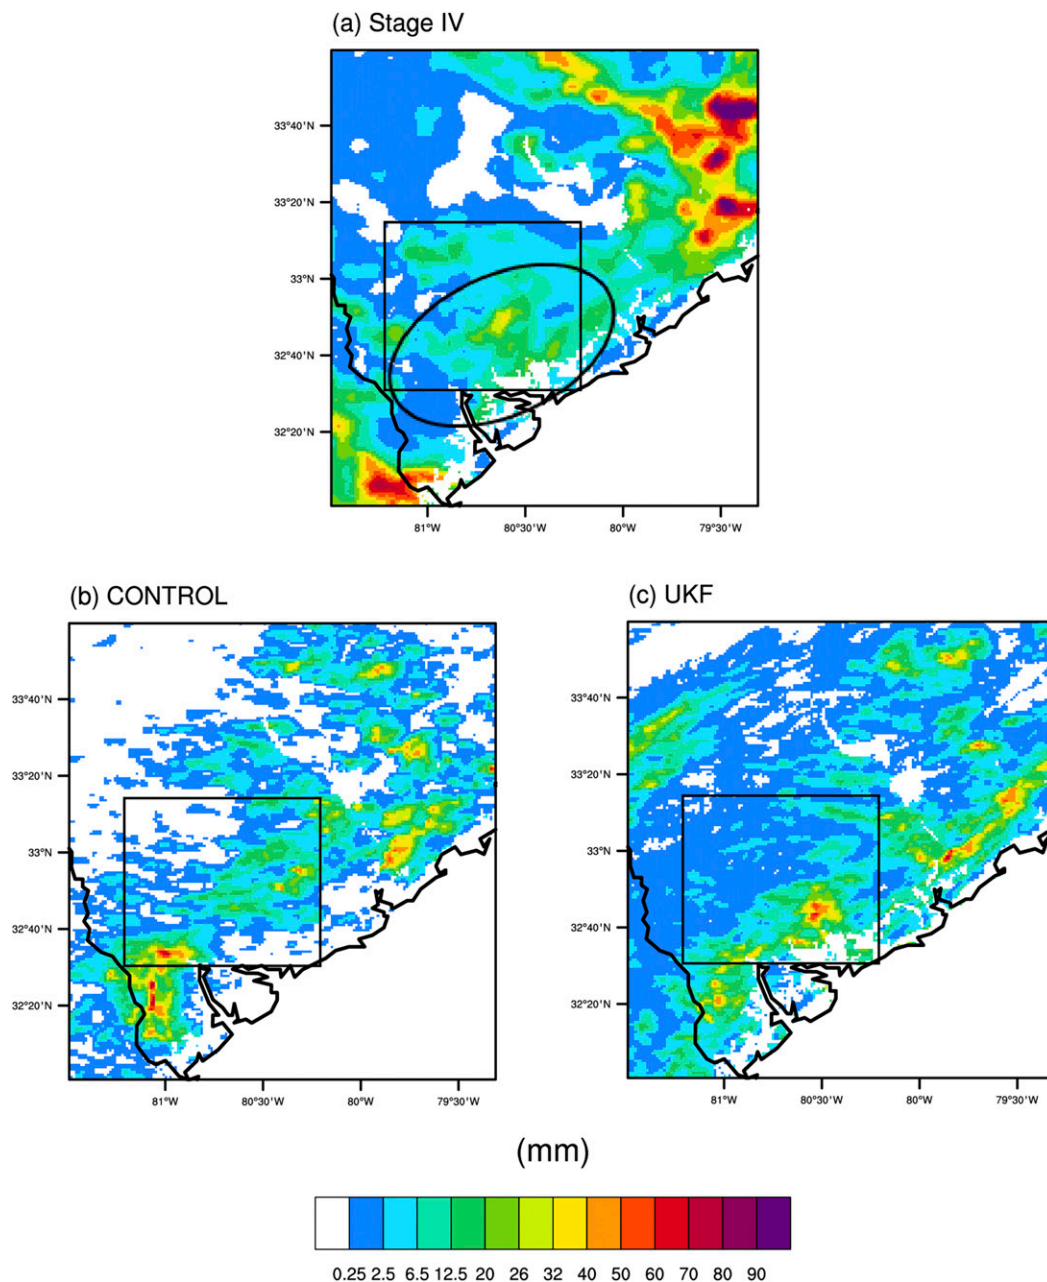 (a) Stage IV
33°40'N
33°20'N
33°N
32°40'N
32°20'N
81°W 80°30'W 80°W 79°30'W
(b) CONTROL
(c) UKF
33°40'N
33°20'N
33°N
32°40'N
32°20'N
81°W 80°30'W 80°W 79°30'W
33°40'N
33°20'N
33°N
32°40'N
32°20'N
81°W 80°30'W 80°W 79°30'W
(mm)
0.25 2.5 6.5 12.5 20 26 32 40 50 60 70 80 90